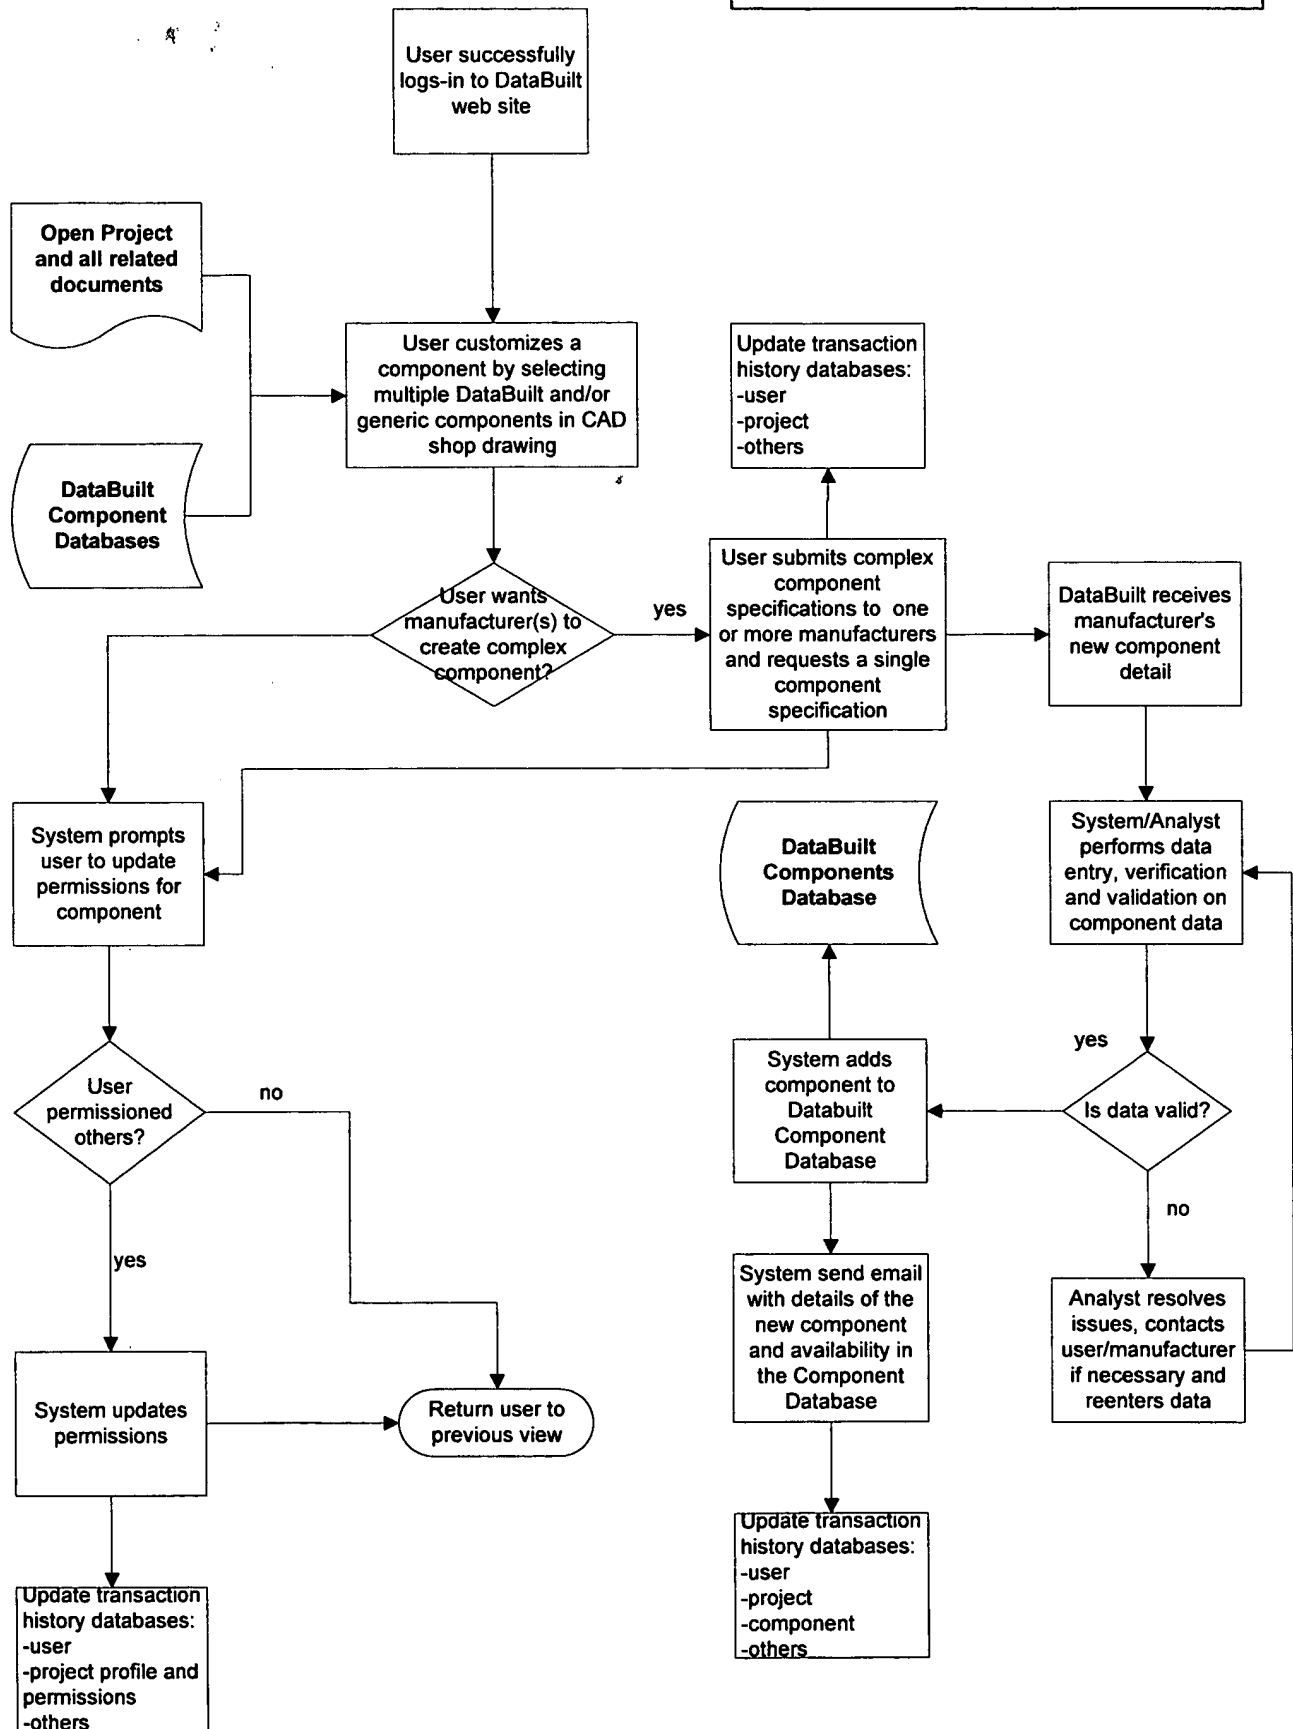 User successfully
logs-in to DataBuilt
web site
Open Project
and all related
documents
User customizes a
component by selecting
multiple DataBuilt and/or
generic components in CAD
shop drawing
Update transaction
history databases:
-user
-project
-others
DataBuilt
Component
Databases
User wants
manufacturer(s) to
create complex
component?
yes
User submits complex
component
specifications to one
or more manufacturers
and requests a single
component
specification
DataBuilt receives
manufacturer's
new component
detail
System prompts
user to update
permissions for
component
DataBuilt
Components
Database
System/Analyst
performs data
entry, verification
and validation on
component data
User
permissioned
others?
no
System adds
component to
Databuilt
Component
Database
yes
Is data valid?
no
yes
System send email
with details of the
new component
and availability in
the Component
Database
Analyst resolves
issues, contacts
user/manufacturer
if necessary and
reenters data
System updates
permissions
Return user to
previous view
Update transaction
history databases:
-user
-project
-component
-others
Update transaction
history databases:
-user
-project profile and
permissions
-others